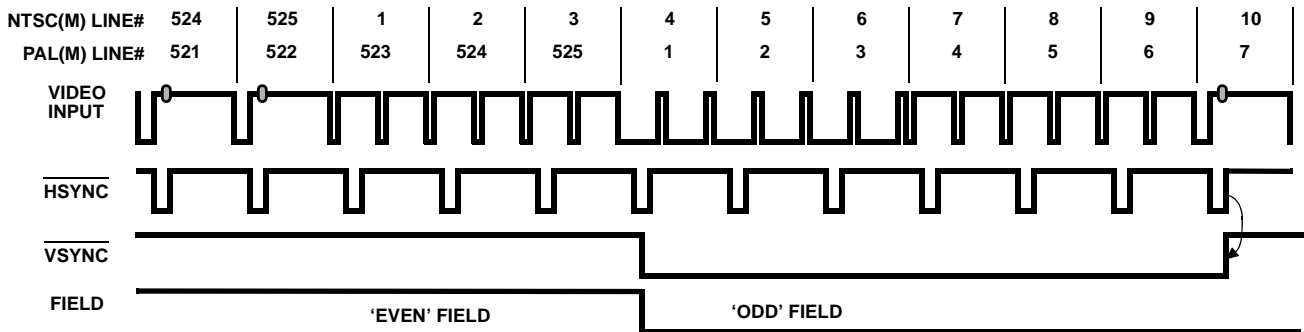 NTSC(M) LINE# 524 525 1 2 3 4 5 6 7 8 9 10
PAL(M) LINE# 521 522 523 524 525 1 2 3 4 5 6 7
VIDEO
INPUT
HSYNC
VSYNC
FIELD
‘EVEN’ FIELD ‘ODD’ FIELD